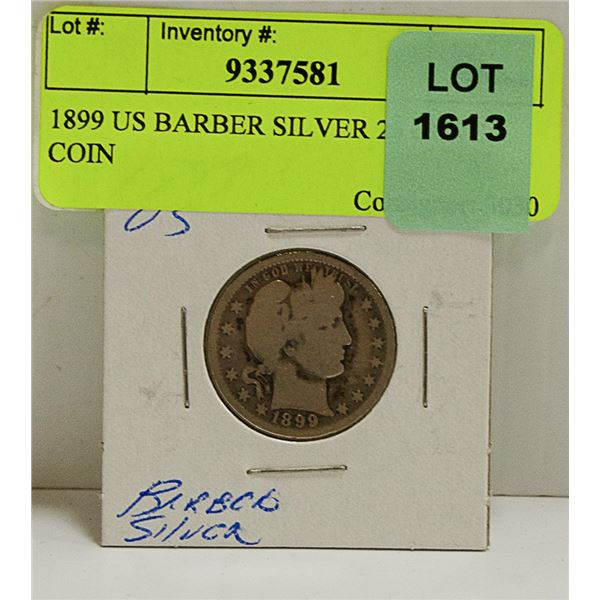 Lot #:
Inventory #:
9337581
LOT
1613
1899 US BARBER SILVER 2
COIN
US
IN GOD WE TRUST
1899
BARBER
SILVER